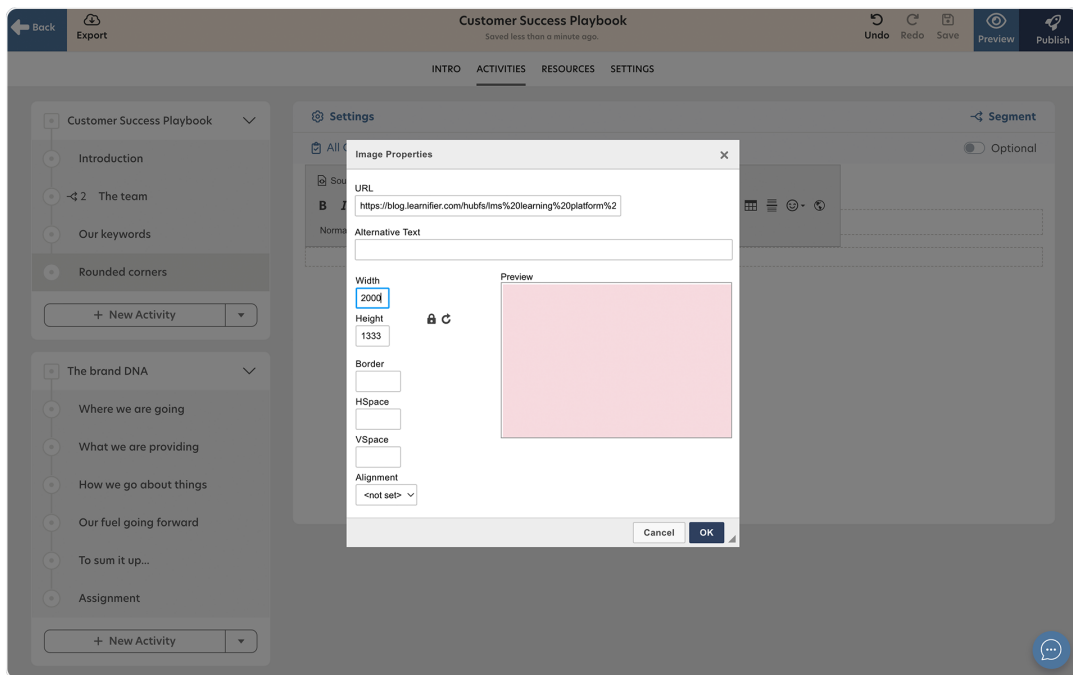 Back
Export
Customer Success Playbook
Saved less than a minute ago.
Undo
Redo
Save
Preview
Publish
INTRO
ACTIVITIES
RESOURCES
SETTINGS
Customer Success Playbook
Introduction
2 The team
Our keywords
Rounded corners
+ New Activity
The brand DNA
Where we are going
What we are providing
How we go about things
Our fuel going forward
To sum it up...
Assignment
+ New Activity
Settings
Segment
All
Optional
B
Image Properties
URL
https://blog.learnifier.com/hubfs/lms%20learning%20platform%2
Alternative Text
Width
2000
Height
1333
Border
HSpace
VSpace
Alignment
<not set>
Preview
Cancel
OK